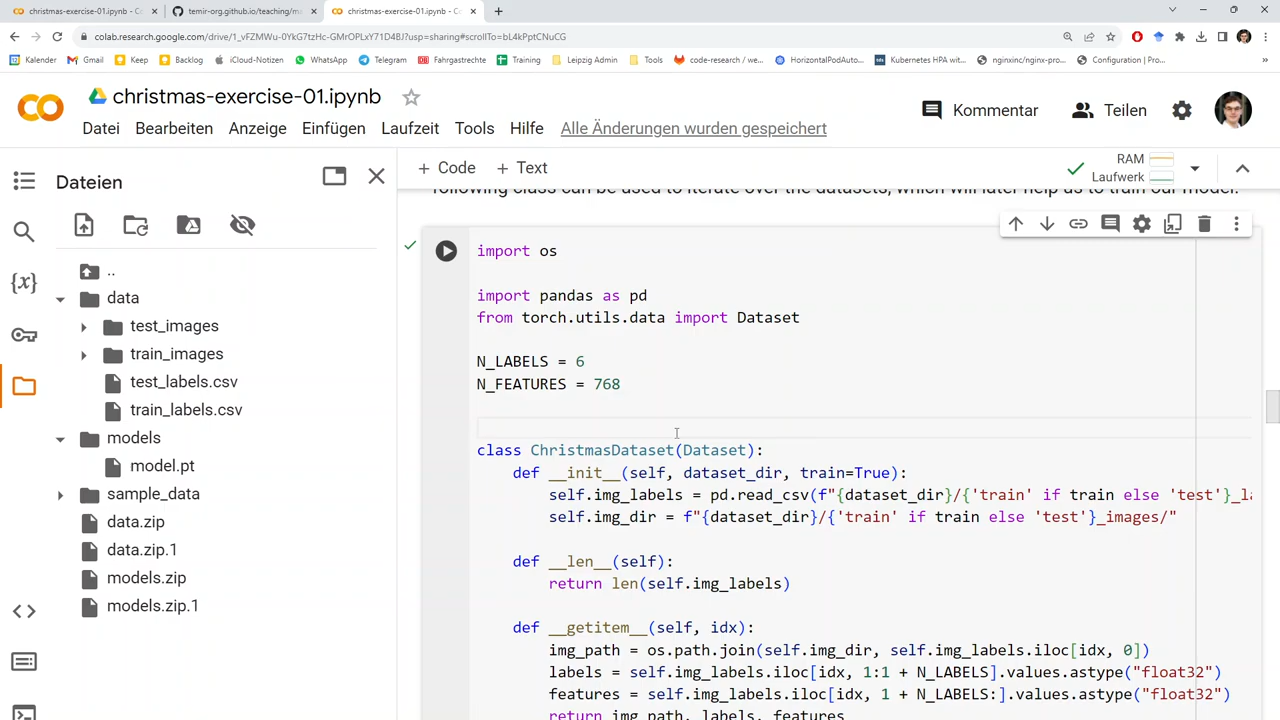 christmas-exercise-01.ipynb - C
temir-org.github.io/teaching/ma
christmas-exercise-01.ipynb - C
colab.research.google.com/drive/1_vFZMWu-0YkG7tzHc-GMrOPLxY71D4BJ?usp=sharing#scrollTo=bL4kPptCNuCG
Kalender Gmail Keep Backlog iCloud-Notizen WhatsApp Telegram Fahrgastrechte Training Leipzig Admin Tools code-research / we... HorizontalPodAuto... Kubernetes HPA wit... nginxinc/nginx-pro... Configuration | Pro... »
christmas-exercise-01.ipynb
Kommentar Teilen
Datei Bearbeiten Anzeige Einfügen Laufzeit Tools Hilfe Alle Änderungen wurden gespeichert
Dateien
+ Code + Text
RAM
Laufwerk
following class can be used to iterate over the datasets, which will later help us to train our model.
..
data
test_images
train_images
test_labels.csv
train_labels.csv
models
model.pt
sample_data
data.zip
data.zip.1
models.zip
models.zip.1
{x}
import os
import pandas as pd
from torch.utils.data import Dataset
N_LABELS = 6
N_FEATURES = 768
class ChristmasDataset(Dataset):
def __init__(self, dataset_dir, train=True):
self.img_labels = pd.read_csv(f"{dataset_dir}/{'train' if train else 'test'}_la
self.img_dir = f"{dataset_dir}/{'train' if train else 'test'}_images/"
def __len__(self):
return len(self.img_labels)
def __getitem__(self, idx):
img_path = os.path.join(self.img_dir, self.img_labels.iloc[idx, 0])
labels = self.img_labels.iloc[idx, 1:1 + N_LABELS].values.astype("float32")
features = self.img_labels.iloc[idx, 1 + N_LABELS:].values.astype("float32")
return img_path, labels, features